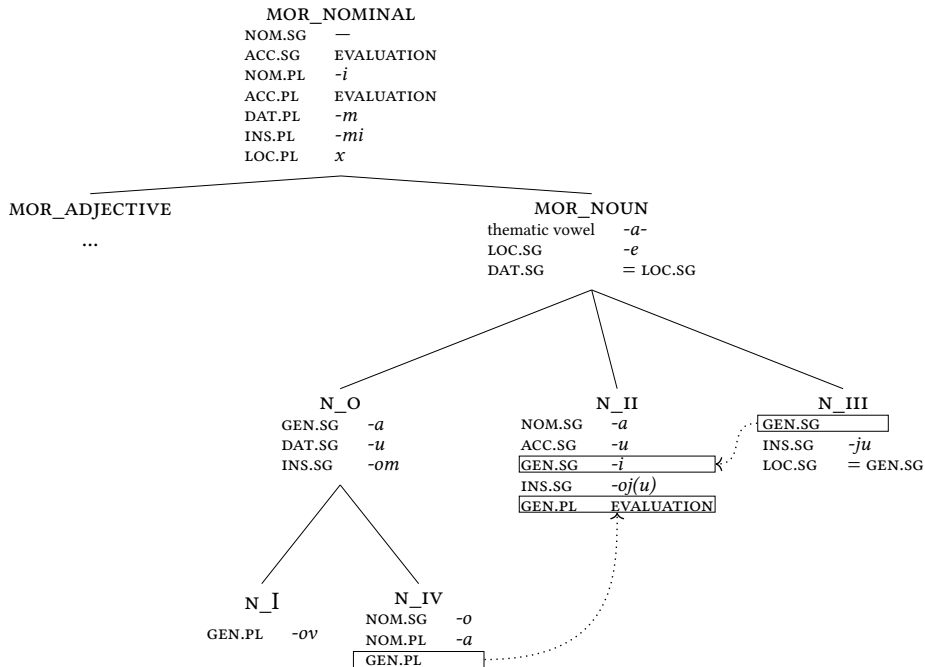 MOR_NOMINAL
NOM.SG —
ACC.SG EVALUATION
NOM.PL -i
ACC.PL EVALUATION
DAT.PL -m
INS.PL -mi
LOC.PL x
MOR_ADJECTIVE
...
MOR_NOUN
thematic vowel -a-
LOC.SG -e
DAT.SG = LOC.SG
N_O
GEN.SG -a
DAT.SG -u
INS.SG -om
N_II
NOM.SG -a
ACC.SG -u
GEN.SG -i
INS.SG -oj(u)
GEN.PL EVALUATION
N_III
GEN.SG
INS.SG -ju
LOC.SG = GEN.SG
N_I
GEN.PL -ov
N_IV
NOM.SG -o
NOM.PL -a
GEN.PL